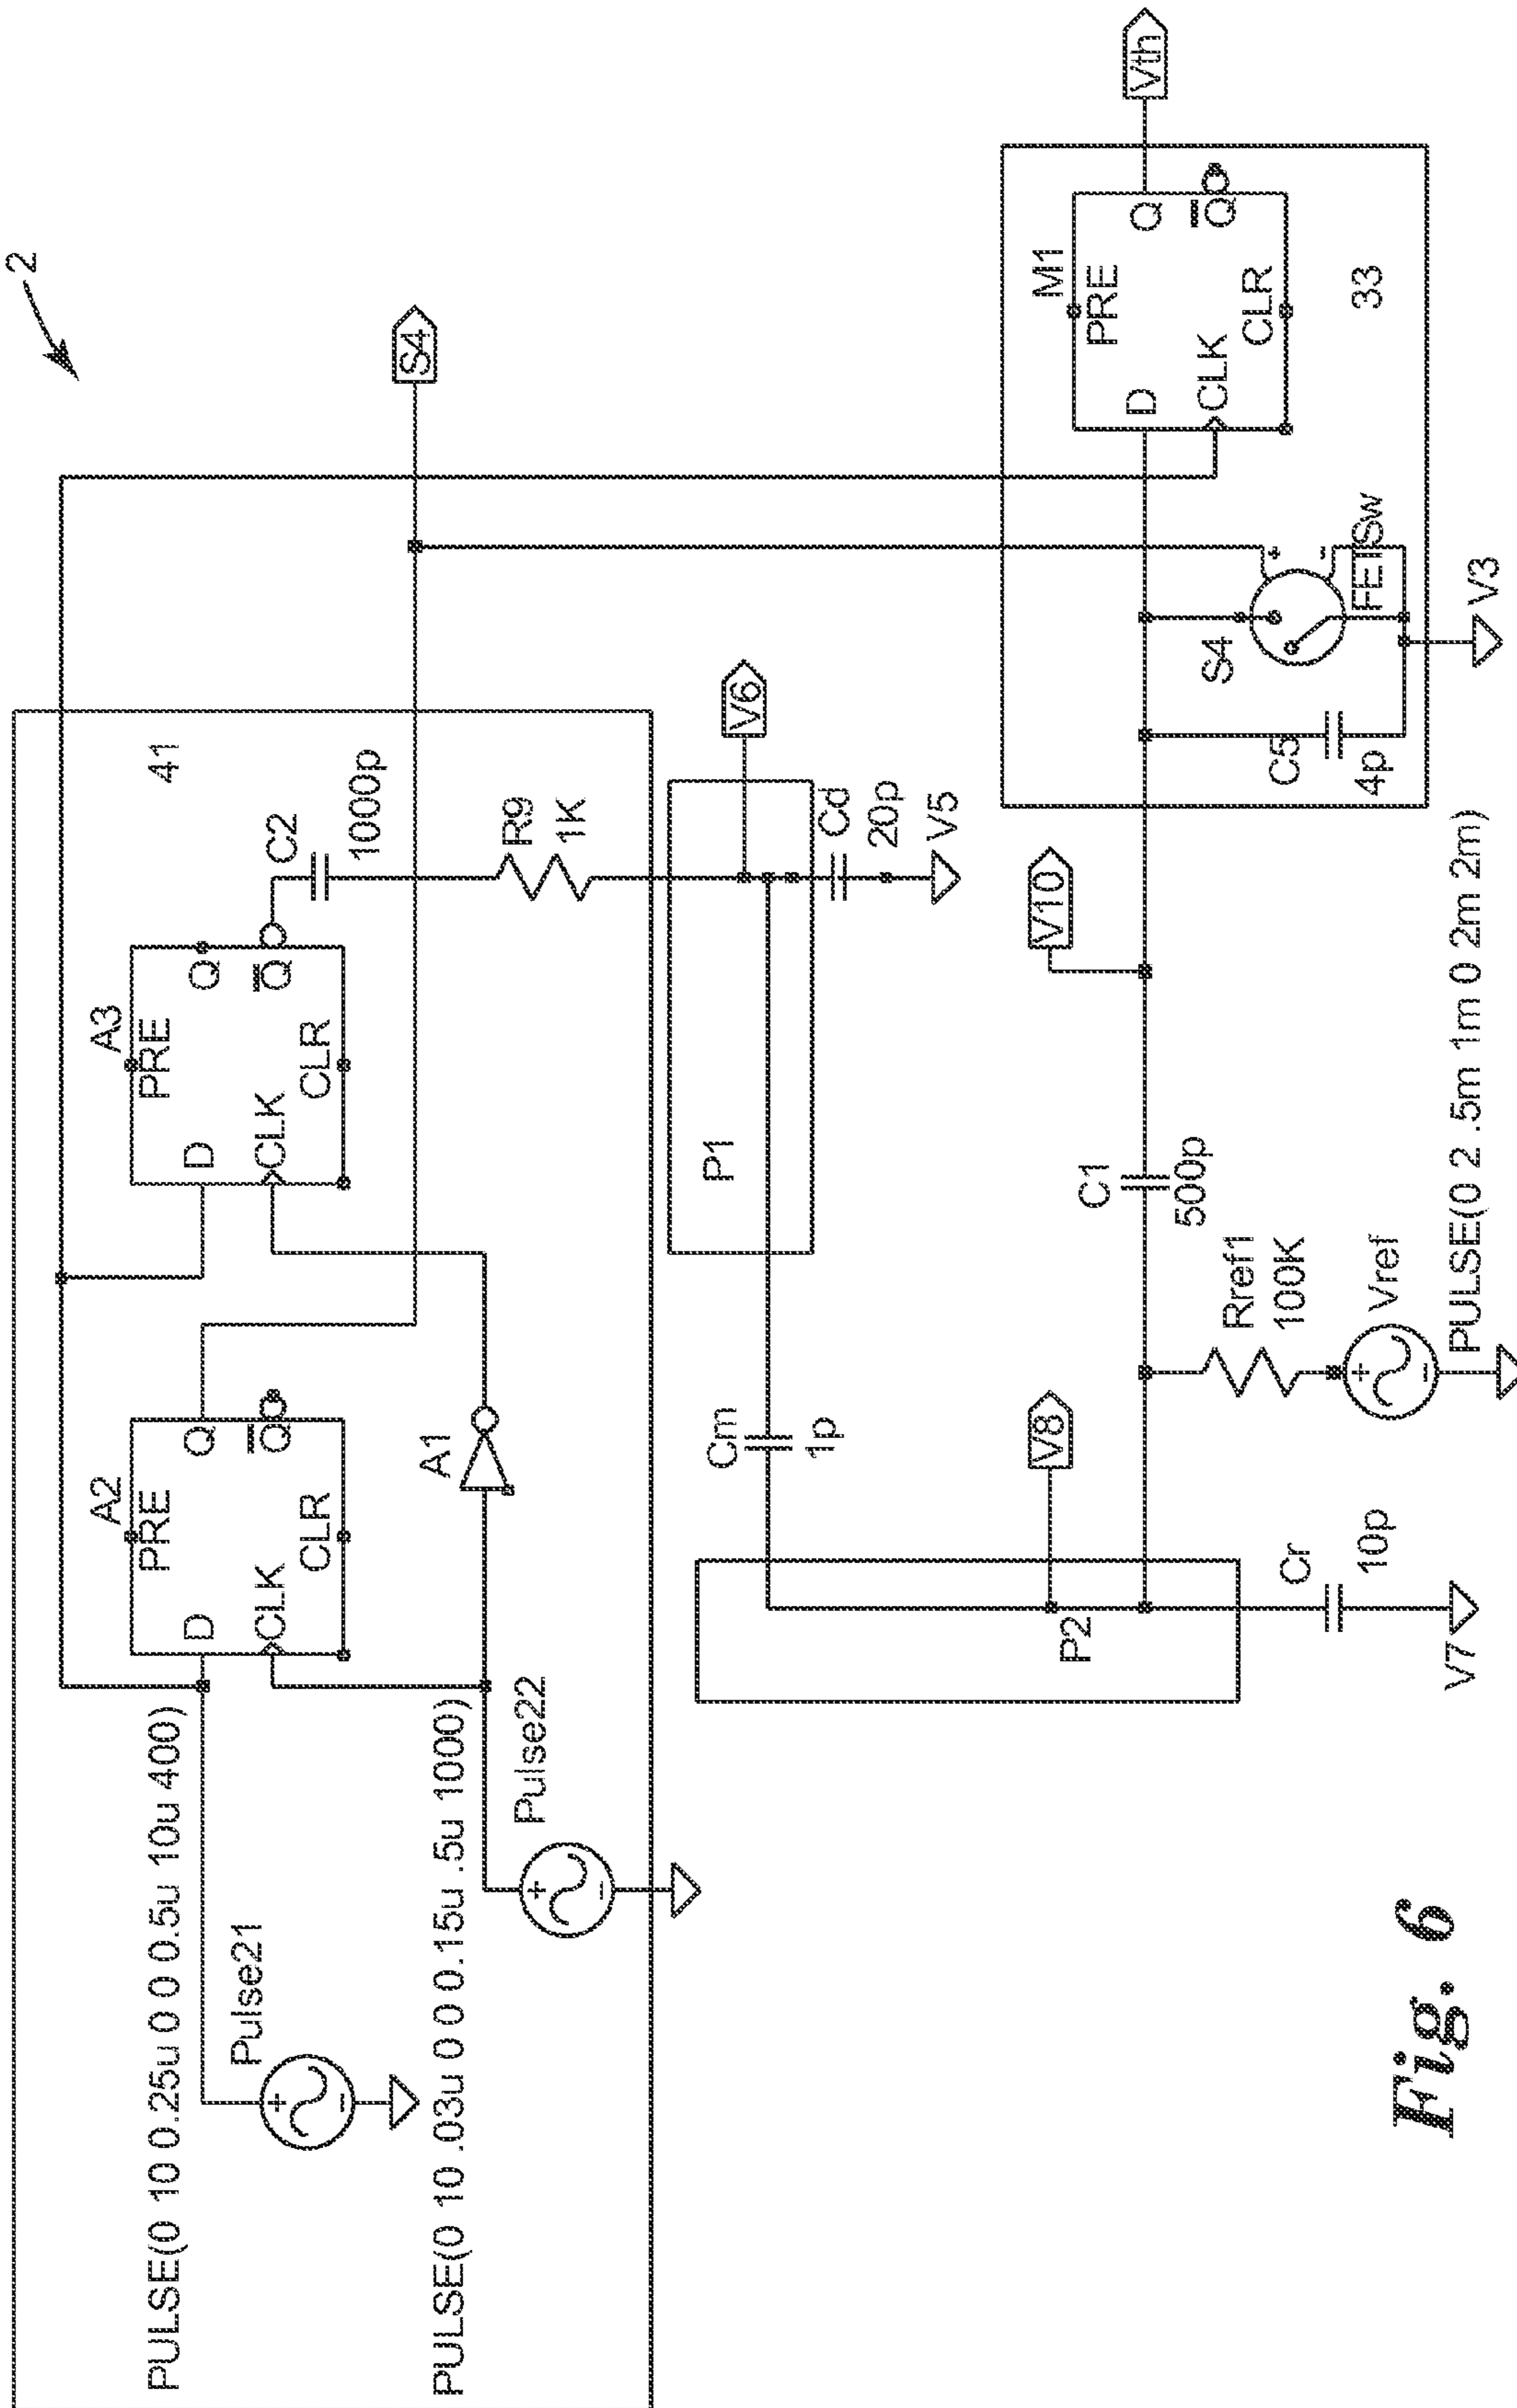 2
PULSE(0 10 0.25u 0 0 0.5u 10u 400)
Pulse21
PULSE(0 10 .03u 0 0 0.15u .5u 1000)
Pulse22
A2
PRE
D
Q
CLK
Q
CLR
A1
A3
PRE
D
Q
CLK
Q
CLR
41
C2
1000p
R9
1K
S4
P1
V6
Cd
20p
V5
Cm
1p
P2
V8
Cr
10p
V7
C1
500p
Rref1
100K
Vref
PULSE(0 2 .5m 1m 0 2m 2m)
V10
C5
4p
S4
+
-
FETSw
V3
M1
PRE
D
Q
CLK
Q
CLR
33
Vth
Fig. 6